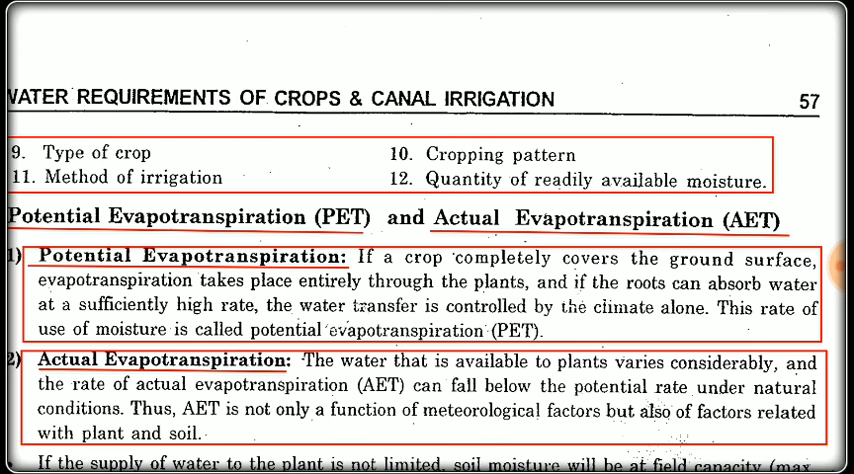 WATER REQUIREMENTS OF CROPS & CANAL IRRIGATION 57
9. Type of crop 10. Cropping pattern
11. Method of irrigation 12. Quantity of readily available moisture.
Potential Evapotranspiration (PET) and Actual Evapotranspiration (AET)
1) Potential Evapotranspiration: If a crop completely covers the ground surface,
evapotranspiration takes place entirely through the plants, and if the roots can absorb water
at a sufficiently high rate, the water transfer is controlled by the climate alone. This rate of
use of moisture is called potential evapotranspiration (PET).
2) Actual Evapotranspiration: The water that is available to plants varies considerably, and
the rate of actual evapotranspiration (AET) can fall below the potential rate under natural
conditions. Thus, AET is not only a function of meteorological factors but also of factors related
with plant and soil.
If the supply of water to the plant is not limited, soil moisture will be at field capacity (max